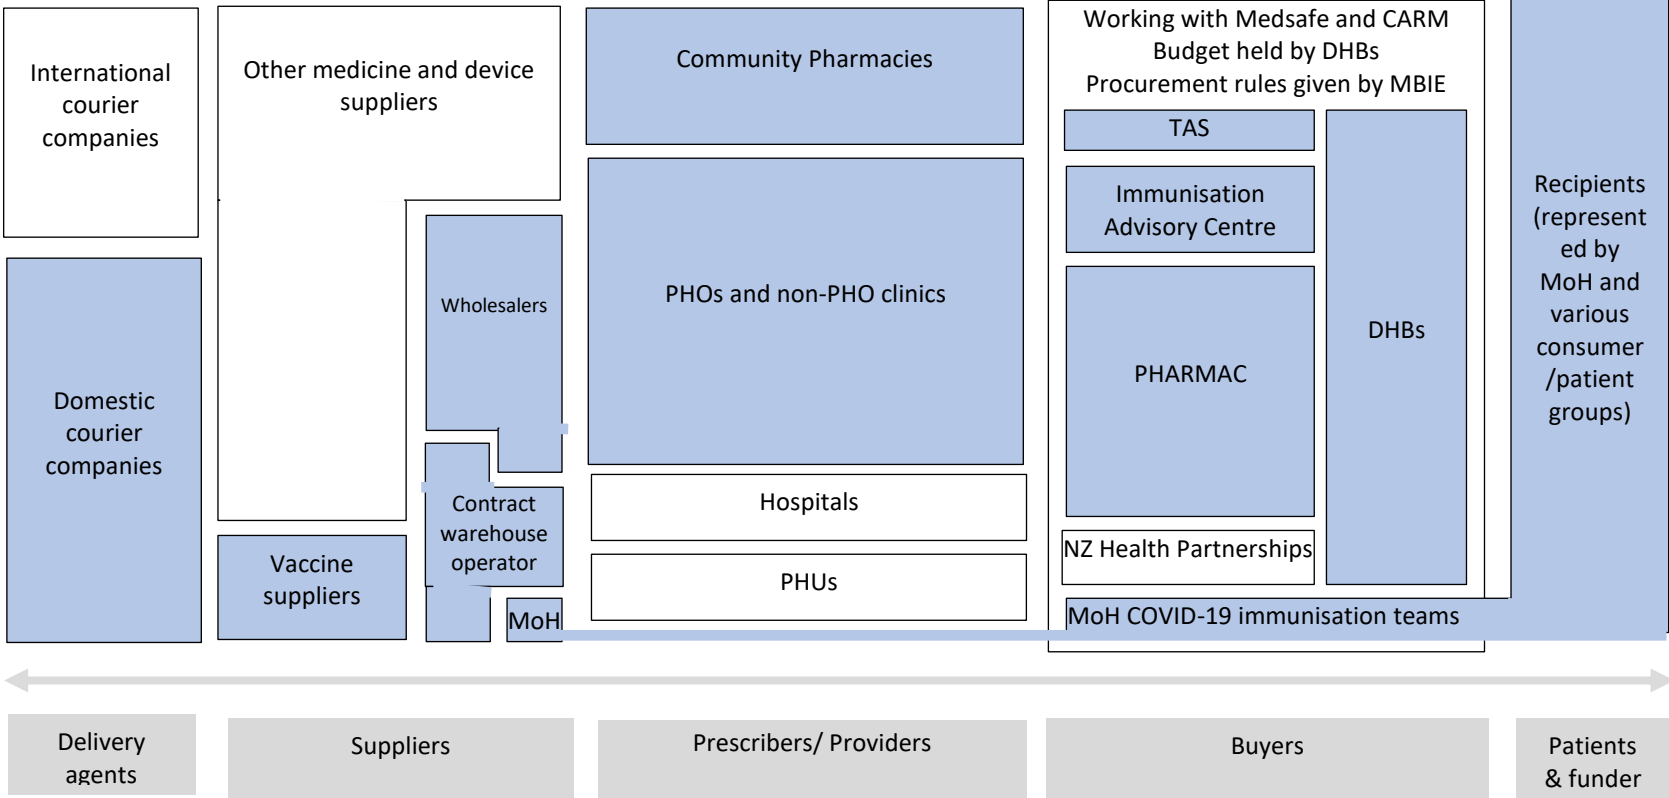 International
courier
companies
Domestic
courier
companies
Other medicine and device
suppliers
Vaccine
suppliers
Wholesalers
Contract
warehouse
operator
MoH
Community Pharmacies
PHOs and non-PHO clinics
Hospitals
PHUs
Working with Medsafe and CARM
Budget held by DHBs
Procurement rules given by MBIE
TAS
Immunisation
Advisory Centre
PHARMAC
NZ Health Partnerships
DHBs
MoH COVID-19 immunisation teams
Recipients
(represent
ed by
MoH and
various
consumer
/patient
groups)
Delivery
agents
Suppliers
Prescribers/ Providers
Buyers
Patients
& funder